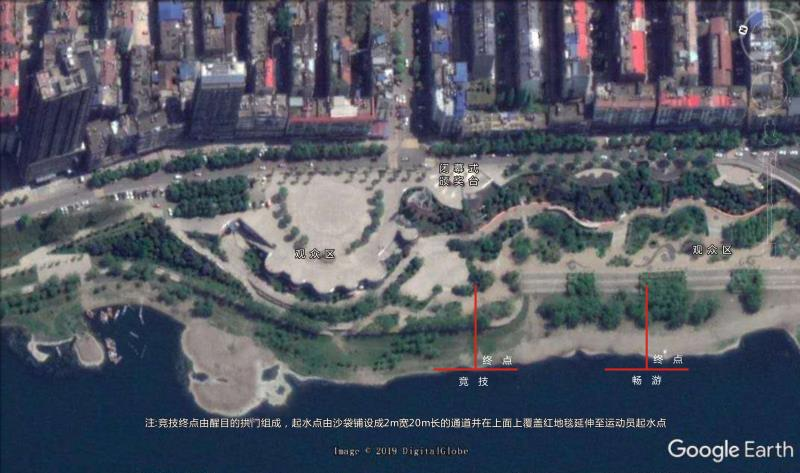 闭幕式
颁奖台
观众区
观众区
终点
终点
竞技
畅游
注:竞技终点由醒目的拱门组成，起水点由沙袋铺设成2m宽20m长的通道并在上面上覆盖红地毯延伸至运动员起水点
Image © 2019 DigitalGlobe
Google Earth